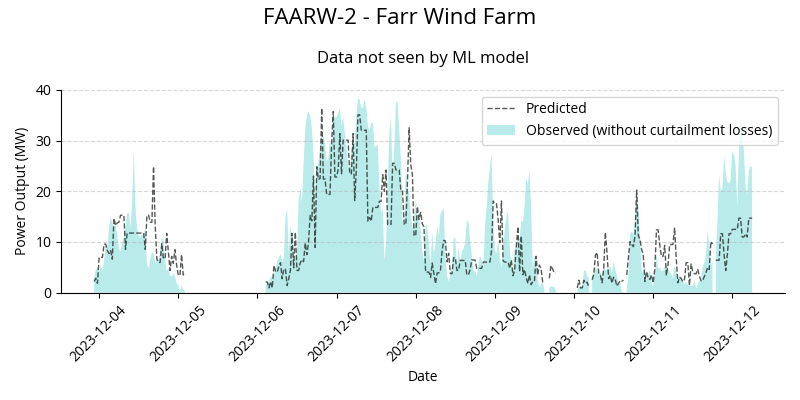 FAARW-2 - Farr Wind Farm
Data not seen by ML model
Power Output (MW)
40
30
20
10
0
Predicted
Observed (without curtailment losses)
2023-12-04
2023-12-05
2023-12-06
2023-12-07
2023-12-08
2023-12-09
2023-12-10
2023-12-11
2023-12-12
Date